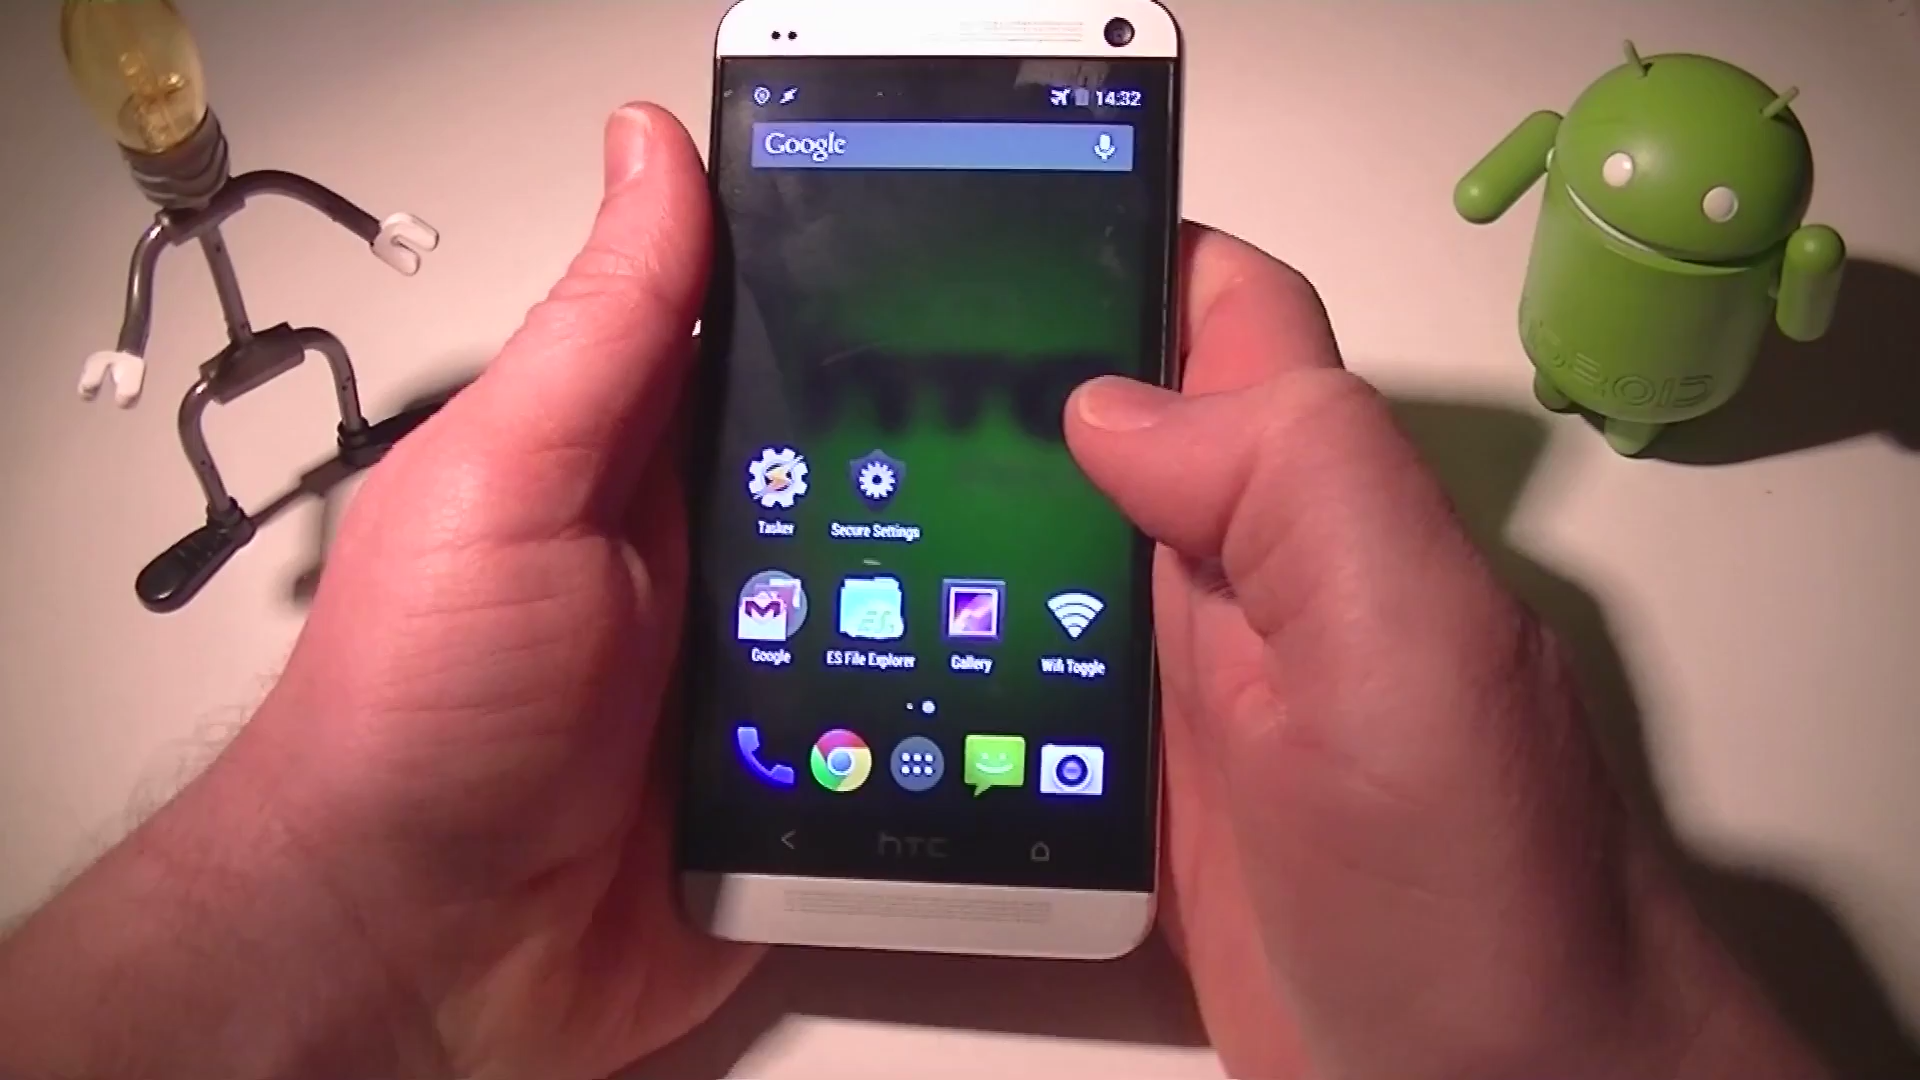 14:32
Google
Tasker
Secure Settings
Google
ES File Explorer
Gallery
Wifi Toggle
hTC